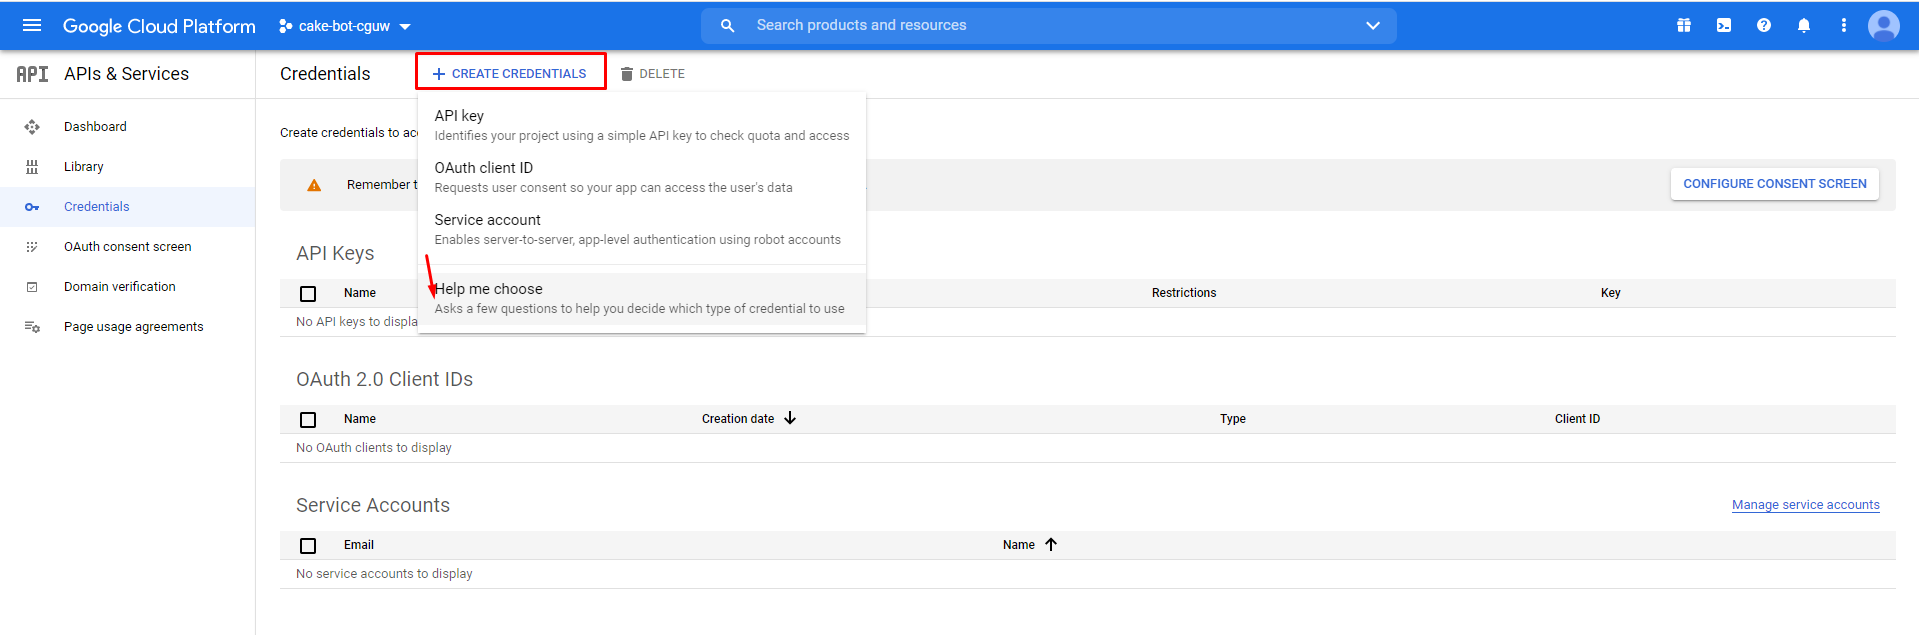 Google Cloud Platform
cake-bot-cguw
Search products and resources
API APIs & Services
Credentials
CREATE CREDENTIALS
DELETE
Dashboard
Library
Credentials
OAuth consent screen
Domain verification
Page usage agreements
Create credentials to ac
API key
Identifies your project using a simple API key to check quota and access
OAuth client ID
Requests user consent so your app can access the user's data
Service account
Enables server-to-server, app-level authentication using robot accounts
Help me choose
Asks a few questions to help you decide which type of credential to use
Remember t
CONFIGURE CONSENT SCREEN
API Keys
Name Restrictions Key
No API keys to displa
OAuth 2.0 Client IDs
Name Creation date Type Client ID
No OAuth clients to display
Service Accounts
Manage service accounts
Email Name
No service accounts to display